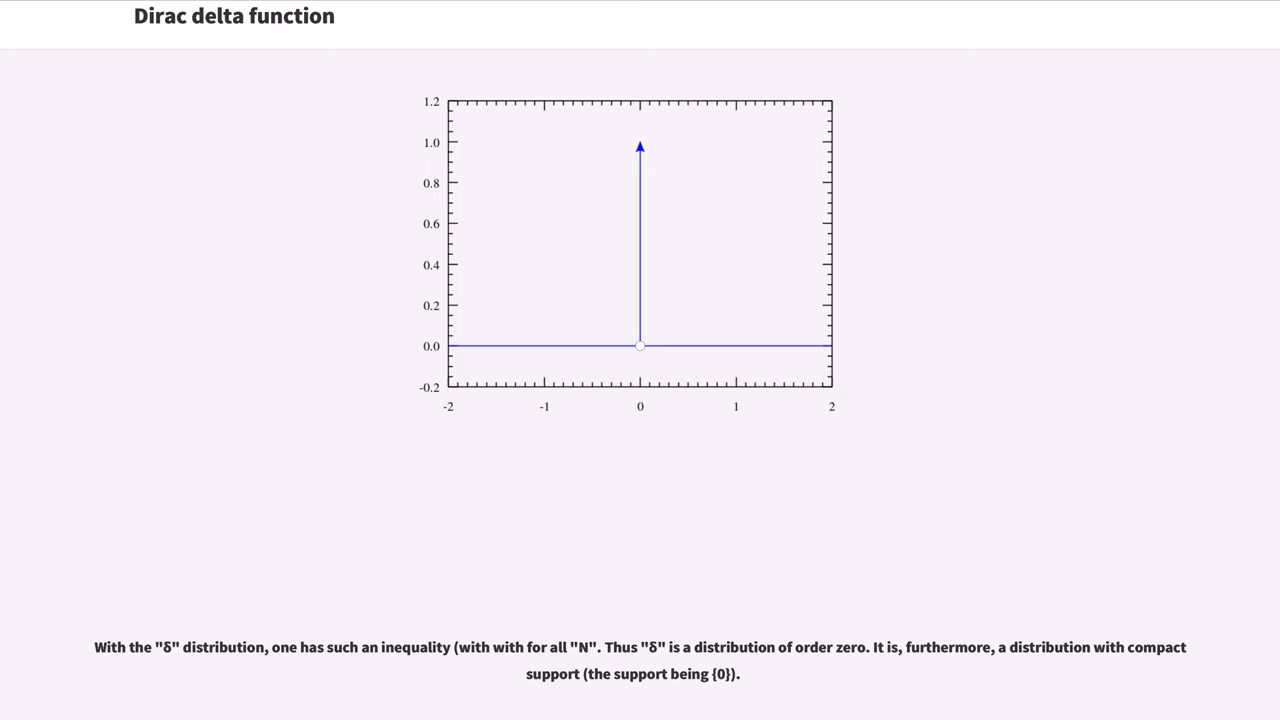 Dirac delta function
1.2
1.0
0.8
0.6
0.4
0.2
0.0
-0.2
-2 -1 0 1 2
With the "δ" distribution, one has such an inequality (with with for all "N". Thus "δ" is a distribution of order zero. It is, furthermore, a distribution with compact
support (the support being {0}).